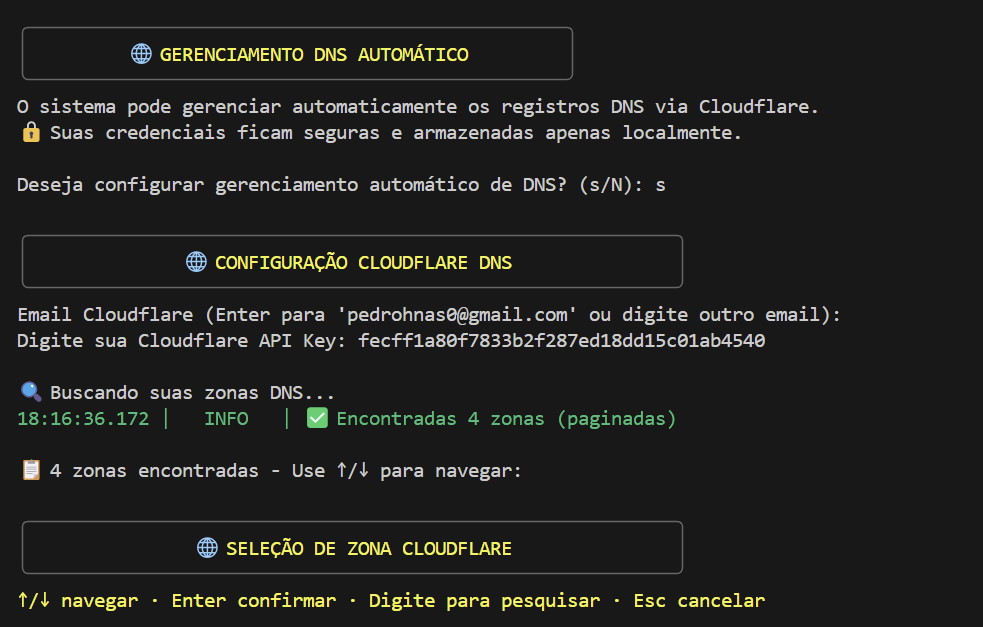 GERENCIAMENTO DNS AUTOMÁTICO
O sistema pode gerenciar automaticamente os registros DNS via Cloudflare.
Suas credenciais ficam seguras e armazenadas apenas localmente.
Deseja configurar gerenciamento automático de DNS? (s/N): s
CONFIGURAÇÃO CLOUDFLARE DNS
Email Cloudflare (Enter para 'pedrohnas0@gmail.com' ou digite outro email):
Digite sua Cloudflare API Key: fecff1a80f7833b2f287ed18dd15c01ab4540
Buscando suas zonas DNS...
18:16:36.172 |   INFO   | ✅ Encontradas 4 zonas (paginadas)
4 zonas encontradas - Use ↑/↓ para navegar:
SELEÇÃO DE ZONA CLOUDFLARE
↑/↓ navegar · Enter confirmar · Digite para pesquisar · Esc cancelar